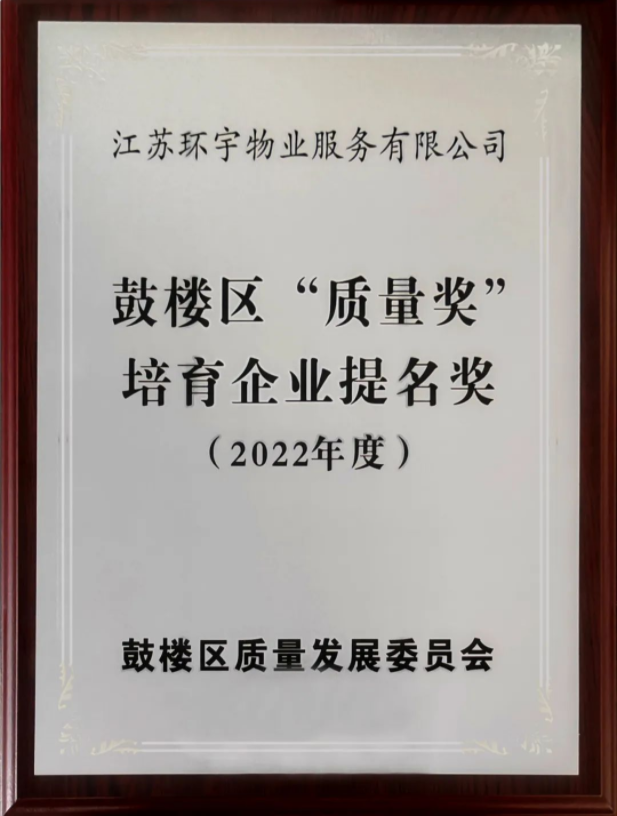 江苏环宇物业服务有限公司
鼓楼区“质量奖”
培育企业提名奖
（2022年度）
鼓楼区质量发展委员会